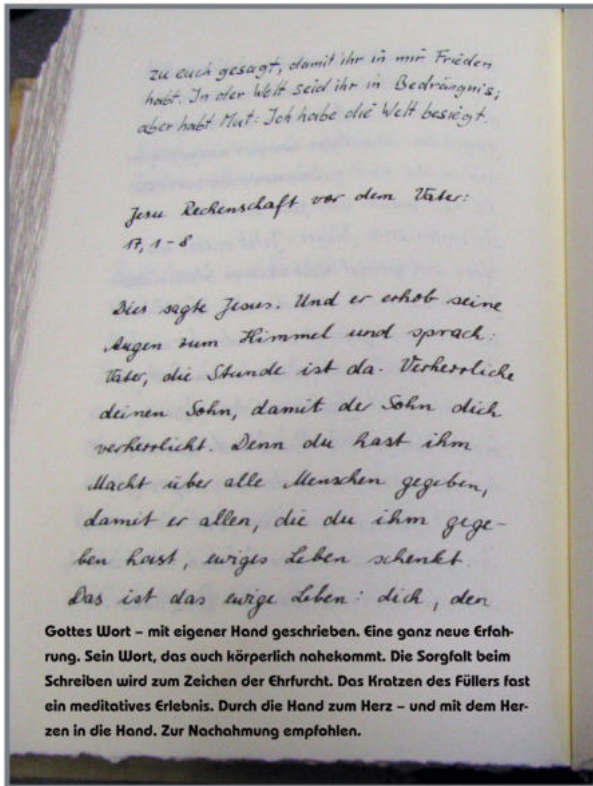 zu euch gesagt, damit ihr in mir Frieden
habt. In der Welt seid ihr in Bedrängnis;
aber habt Mut: Ich habe die Welt besiegt.
Jesu Rechenschaft vor dem Vater:
17, 1-8
Dies sagte Jesus. Und er erhob seine
Augen zum Himmel und sprach:
Vater, die Stunde ist da. Verherrliche
deinen Sohn, damit der Sohn dich
verherrlicht. Denn du hast ihm
Macht über alle Menschen gegeben,
damit er allen, die du ihm gege-
ben hast, ewiges Leben schenkt.
Das ist das ewige Leben: dich, den
Gottes Wort – mit eigener Hand geschrieben. Eine ganz neue Erfah-
rung. Sein Wort, das auch körperlich nahekommt. Die Sorgfalt beim
Schreiben wird zum Zeichen der Ehrfurcht. Das Kratzen des Füllers fast
ein meditatives Erlebnis. Durch die Hand zum Herz – und mit dem Her-
zen in die Hand. Zur Nachahmung empfohlen.